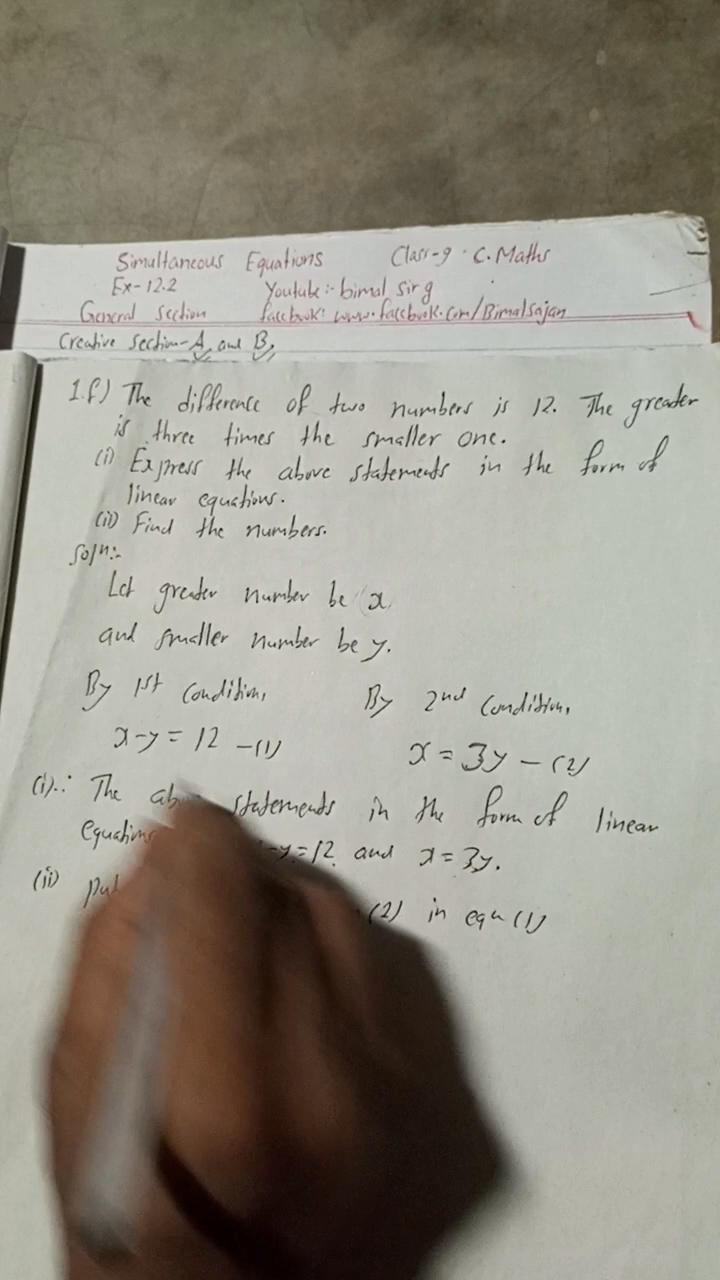 Simultaneous Equations Class-9 C. Maths
Ex-12.2 Youtube:- bimal sir g
General section facebook: www.facebook.com/Bimalsajan
Creative section-A and B,
1.f) The difference of two numbers is 12. The greater
is three times the smaller one.
(i) Express the above statements in the form of
linear equations.
(ii) Find the numbers.
Soln:-
Let greater number be x
and smaller number be y.
By 1st condition, By 2nd condition,
x-y = 12 -(1) x = 3y -(2)
(i) ∴ The statements in the form of linear
-y=12 and x = 3y.
(ii) (2) in eqn (1)